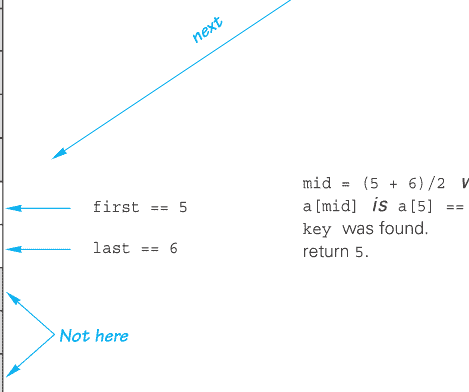 next
first == 5
last == 6
Not here
mid = (5 + 6)/2
a[mid] is a[5] ==
key was found.
return 5.